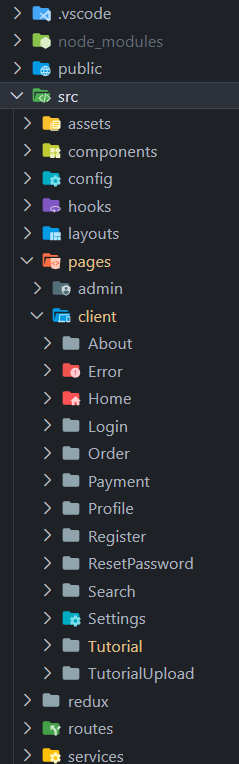 .vscode
node_modules
public
src
assets
components
config
hooks
layouts
pages
admin
client
About
Error
Home
Login
Order
Payment
Profile
Register
ResetPassword
Search
Settings
Tutorial
TutorialUpload
redux
routes
services